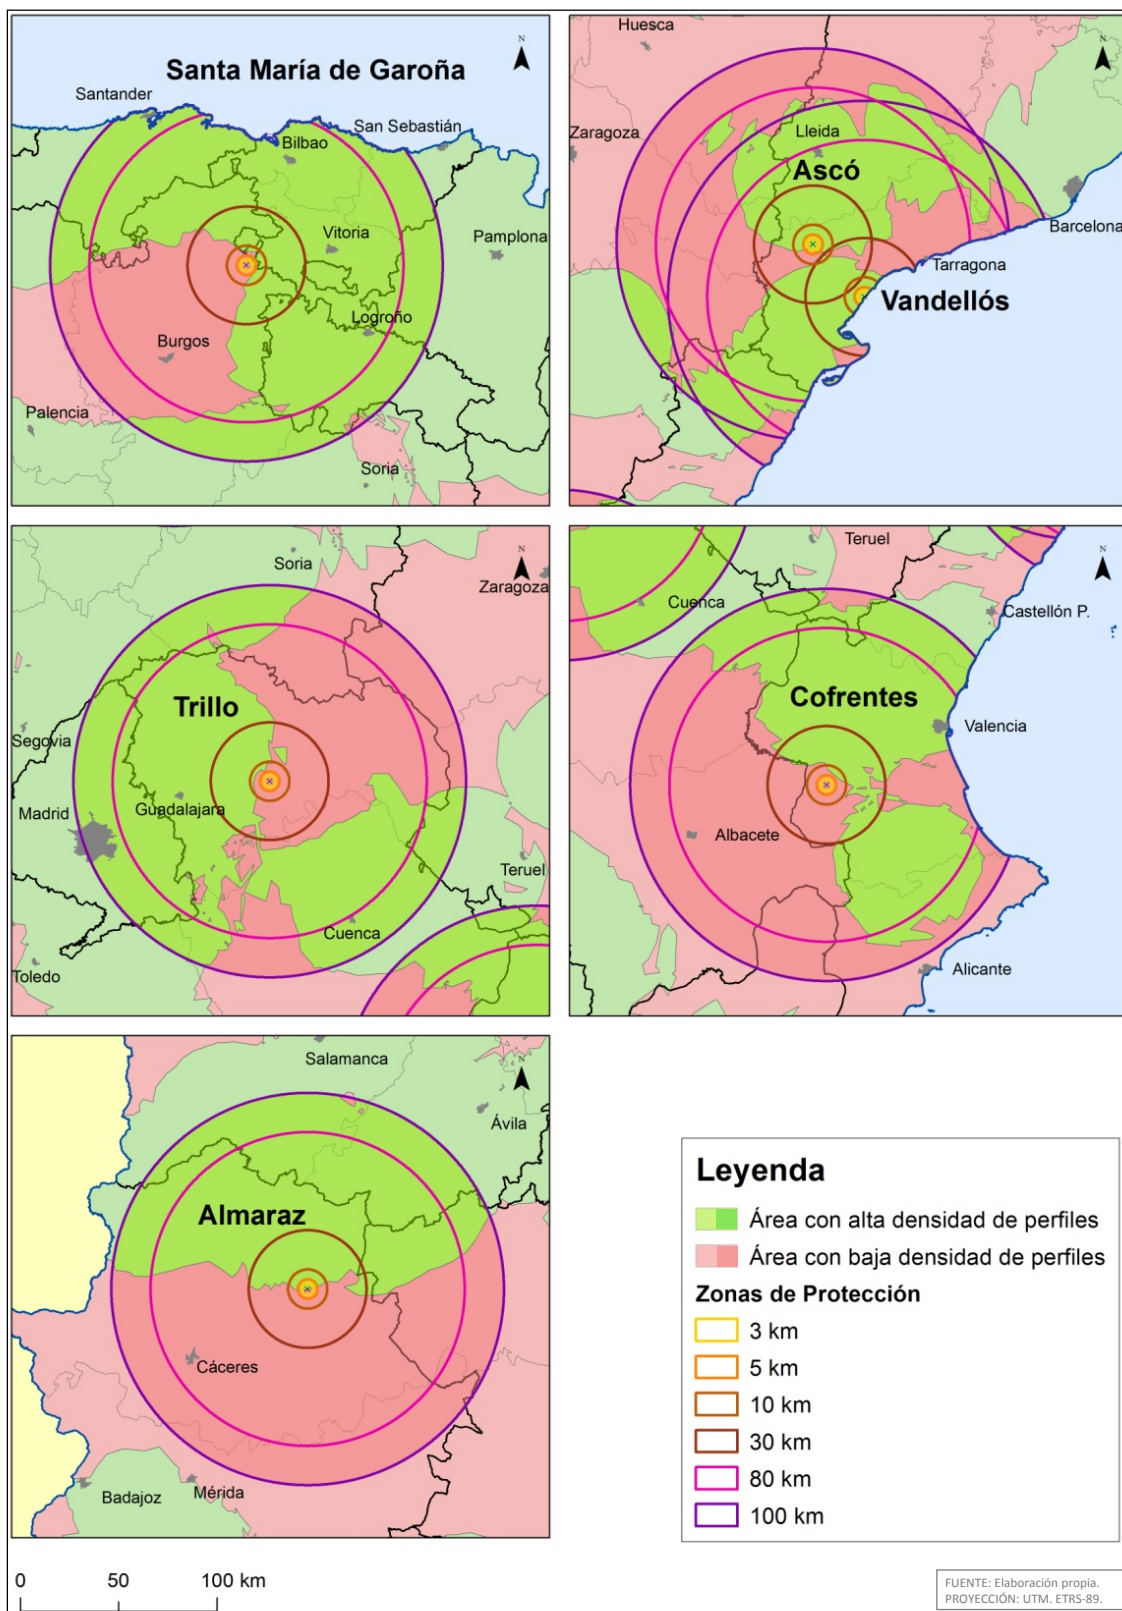 Santa María de Garoña
N
Santander
San Sebastián
Bilbao
Vitoria
Pamplona
Logroño
Burgos
Palencia
Soria
Huesca
N
Zaragoza
Lleida
Ascó
Barcelona
Tarragona
Vandellós
Soria
N
Zaragoza
Trillo
Segovia
Guadalajara
Madrid
Teruel
Cuenca
Toledo
Teruel
N
Cuenca
Castellón P.
Cofrentes
Valencia
Albacete
Alicante
Salamanca
N
Ávila
Almaraz
Cáceres
Badajoz
Mérida
Leyenda
Área con alta densidad de perfiles
Área con baja densidad de perfiles
Zonas de Protección
3 km
5 km
10 km
30 km
80 km
100 km
0 50 100 km
FUENTE: Elaboración propia.
PROYECCIÓN: UTM. ETRS-89.